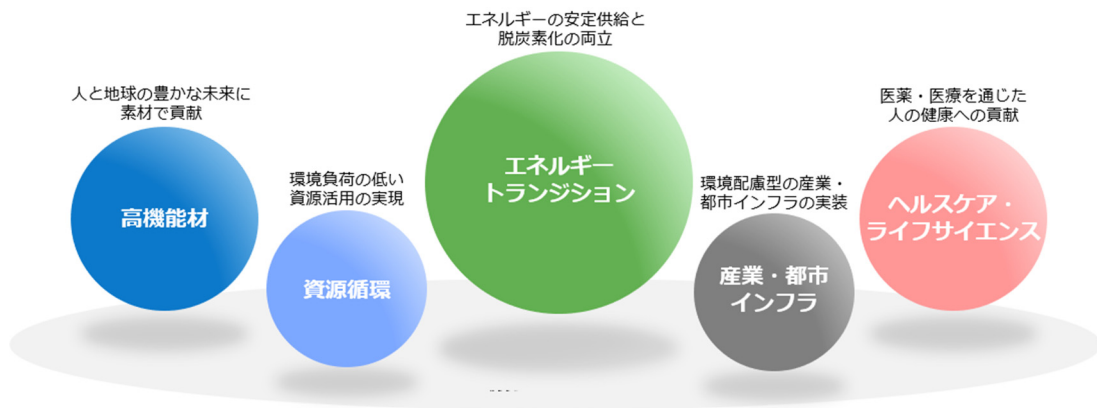 人と地球の豊かな未来に
素材で貢献
高機能材
環境負荷の低い
資源活用の実現
資源循環
エネルギーの安定供給と
脱炭素化の両立
エネルギー
トランジション
環境配慮型の産業・
都市インフラの実装
産業・都市
インフラ
医薬・医療を通じた
人の健康への貢献
ヘルスケア・
ライフサイエンス